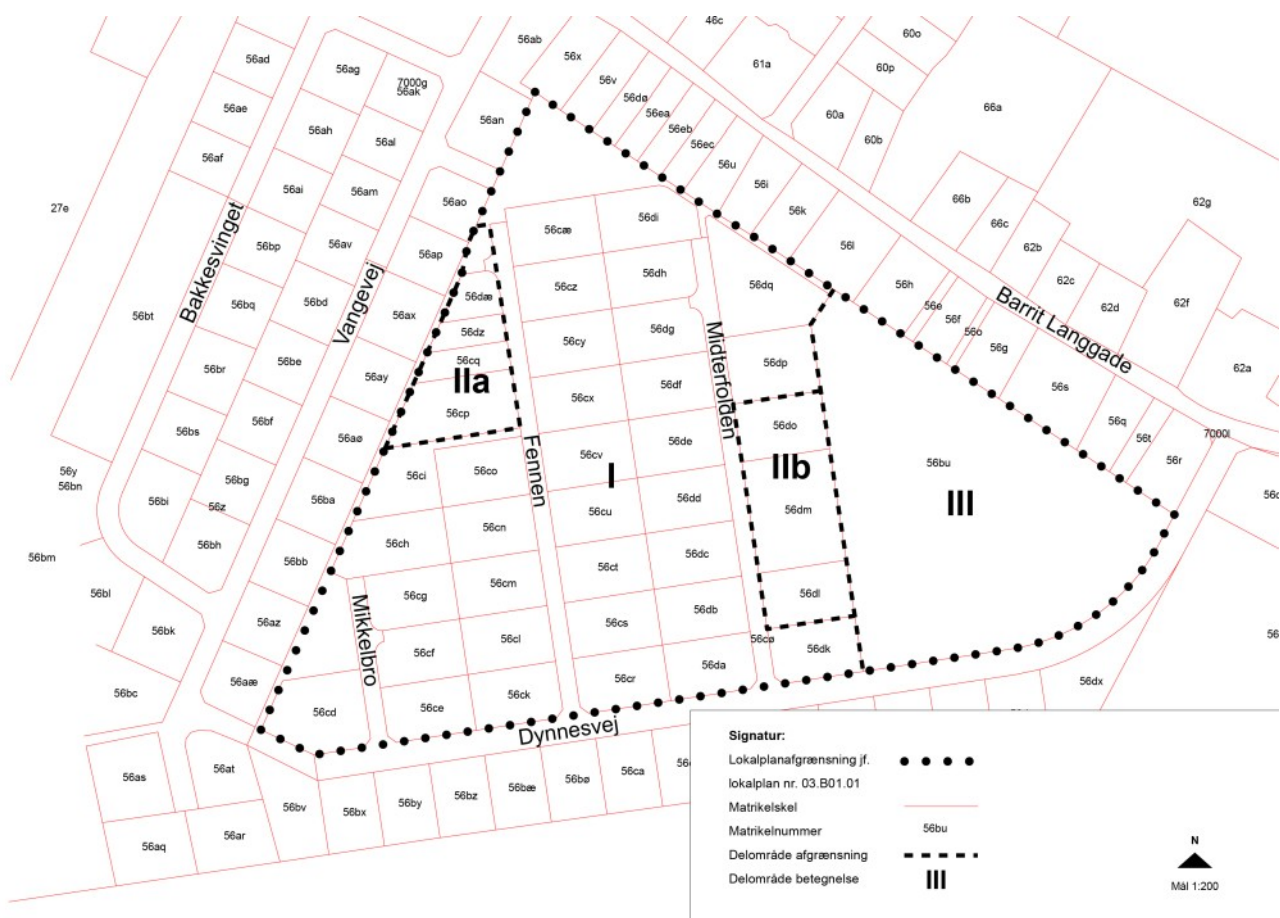 56ab
56x
46c
60o
56ad
56ag
7000g
56ak
56v
61a
60p
56dø
66a
56ae
56ah
56al
56an
56ea
56eb
56ec
60a
60b
56af
56ai
56am
56u
56i
27e
56ao
56k
66b
66c
62g
56bp
56av
56ap
56cæ
56di
56l
62b
Bakkesvinget
56bq
56bd
Vangevej
56ax
56dæ
56cz
56dh
56dq
56h
56e
56f
56o
56g
62c
62d
62f
Barrit Langgade
56bt
56br
56be
56ay
56dz
56cq
IIa
56cp
56cy
56dg
Midterfolden
56dp
56s
62a
56bs
56bf
56aø
56cx
56df
56do
56q
56t
7000l
56y
56bn
56bi
56bg
56z
56bh
56ba
56ci
56co
Fennen
56cv
I
56cu
56de
56dd
IIb
56dm
56bu
III
56r
56bm
56bl
56bb
56ch
56cn
56ct
56dc
56bk
56az
Mikkelbro
56cg
56cm
56cs
56db
56dl
56bc
56aæ
56cd
56cf
56cl
56cr
56da
56cø
56dk
56ce
56ck
Dynnesvej
56dx
56as
56at
56bv
56bx
56by
56bz
56bæ
56bø
56ca
56aq
56ar
Signatur:
Lokalplanafgrænsning jf.
lokalplan nr. 03.B01.01
Matrikelskel
Matrikelnummer 56bu
Delområde afgrænsning
Delområde betegnelse III
N
Mål 1:200